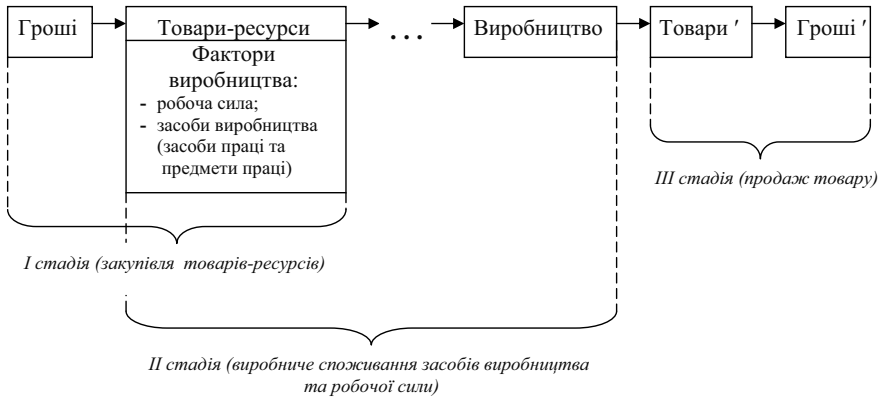 Гроші
Товари-ресурси
...
Виробництво
Товари ′
Гроші ′
Фактори
виробництва:
- робоча сила;
- засоби виробництва
(засоби праці та
предмети праці)
III стадія (продаж товару)
I стадія (закупівля товарів-ресурсів)
II стадія (виробниче споживання засобів виробництва
та робочої сили)